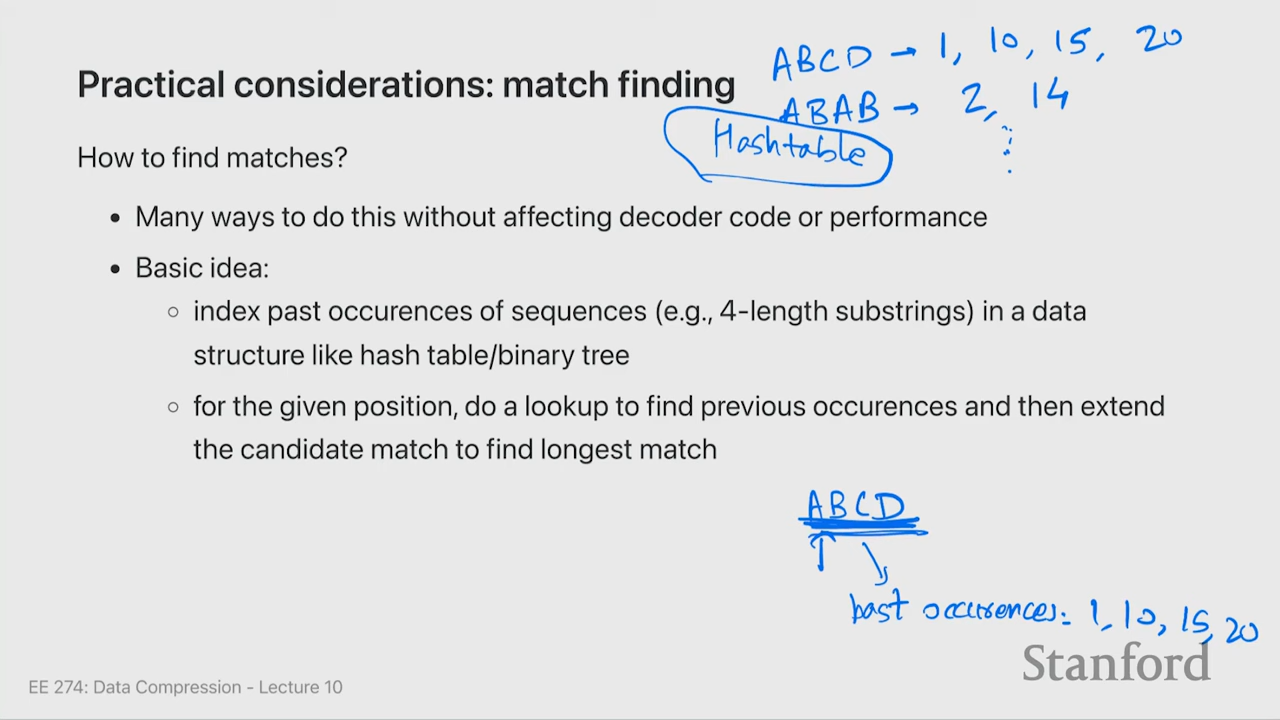 ABCD → 1, 10, 15, 20
Practical considerations: match finding
ABAB → 2, 14
Hashtable
How to find matches?
• Many ways to do this without affecting decoder code or performance
• Basic idea:
○ index past occurences of sequences (e.g., 4-length substrings) in a data
structure like hash table/binary tree
○ for the given position, do a lookup to find previous occurences and then extend
the candidate match to find longest match
ABCD
past occurences: 1, 10, 15, 20
Stanford
EE 274: Data Compression - Lecture 10